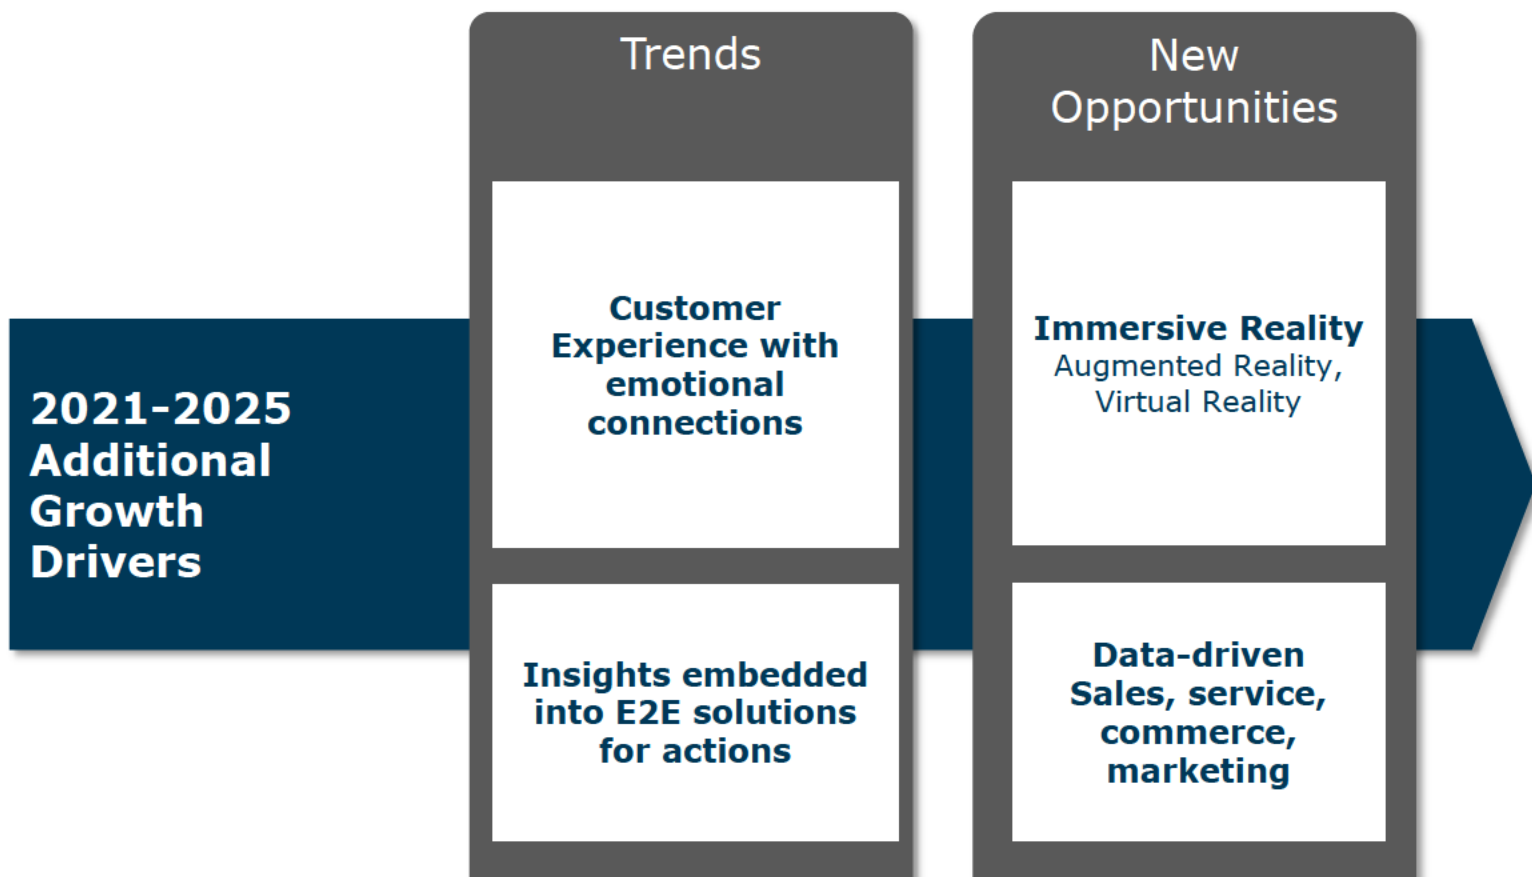 Trends
New
Opportunities
2021-2025
Additional
Growth
Drivers
Customer
Experience with
emotional
connections
Immersive Reality
Augmented Reality,
Virtual Reality
Insights embedded
into E2E solutions
for actions
Data-driven
Sales, service,
commerce,
marketing